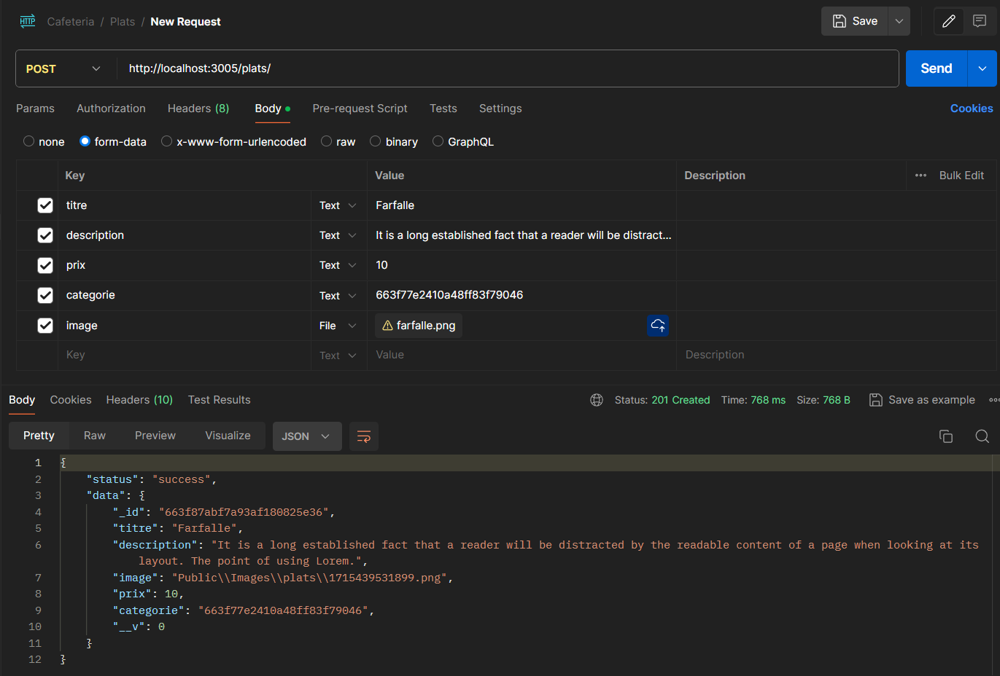 HTTP Cafeteria / Plats / New Request Save
POST http://localhost:3005/plats/ Send
Params Authorization Headers (8) Body Pre-request Script Tests Settings Cookies
none form-data x-www-form-urlencoded raw binary GraphQL
Key Value Description Bulk Edit
titre Text Farfalle
description Text It is a long established fact that a reader will be distract...
prix Text 10
categorie Text 663f77e2410a48ff83f79046
image File farfalle.png
Key Text Value Description
Body Cookies Headers (10) Test Results Status: 201 Created Time: 768 ms Size: 768 B Save as example
Pretty Raw Preview Visualize JSON
1 {
2 "status": "success",
3 "data": {
4 "_id": "663f87abf7a93af180825e36",
5 "titre": "Farfalle",
6 "description": "It is a long established fact that a reader will be distracted by the readable content of a page when looking at its
layout. The point of using Lorem.",
7 "image": "Public\\Images\\plats\\1715439531899.png",
8 "prix": 10,
9 "categorie": "663f77e2410a48ff83f79046",
10 "__v": 0
11 }
12 }